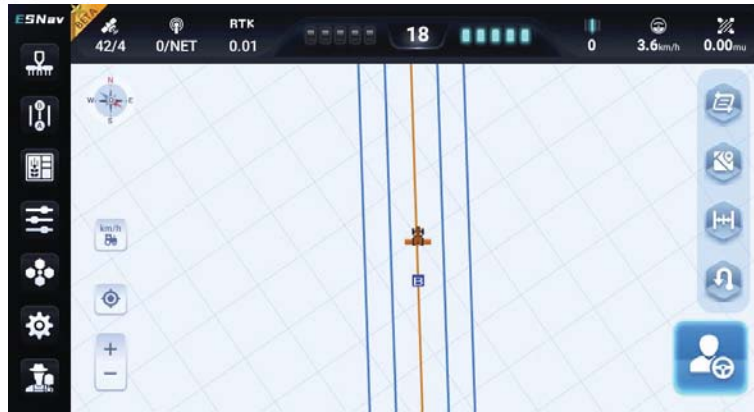 ESNav
BETA
42/4
0/NET
RTK
0.01
18
0
3.6km/h
0.00mu
B
A
N
W
E
S
km/h
B